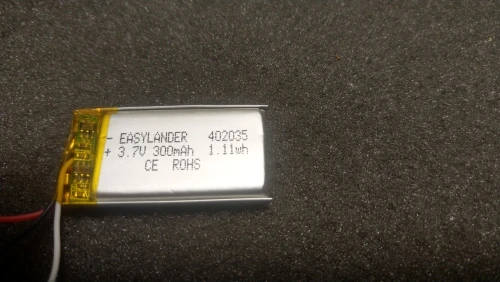 - EASYLANDER 402035
+ 3.7V 300mAh 1.11wh
CE ROHS